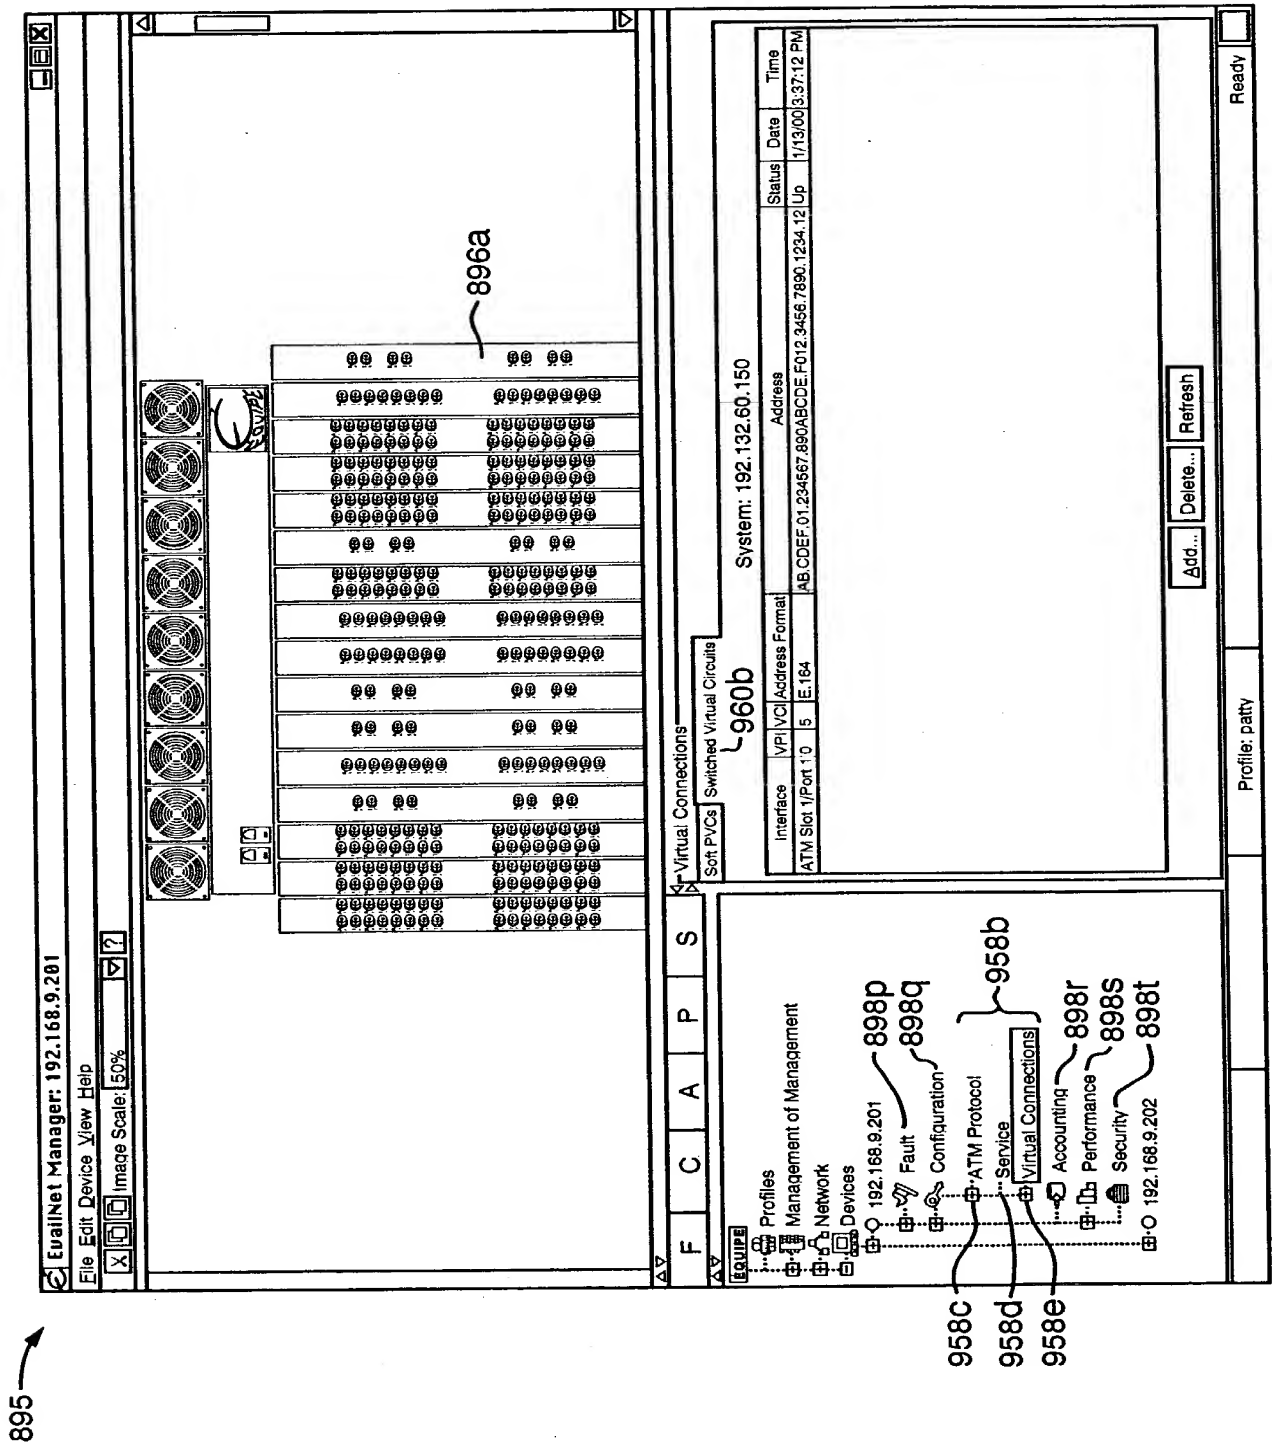 895
EvailNet Manager: 192.168.9.201
File Edit Device View Help
Image Scale: 50%
?
896a
F C A P S
EQUIPE
Profiles
Management of Management
Network
Devices
192.168.9.201
Fault
898p
Configuration
898q
ATM Protocol
958c
Service
958d
958b
Virtual Connections
958e
Accounting
898r
Performance
898s
Security
898t
192.168.9.202
Virtual Connections
Soft PVCs Switched Virtual Circuits
960b
System: 192.132.60.150
Interface VPI VCI Address Format Address Status Date Time
ATM Slot 1/Port 1 0 5 E.164 AB.CDEF.01.234567.890ABCDE.F012.3456.7890.1234.12 Up 1/13/00 3:37:12 PM
Add... Delete... Refresh
Profile: patty
Ready